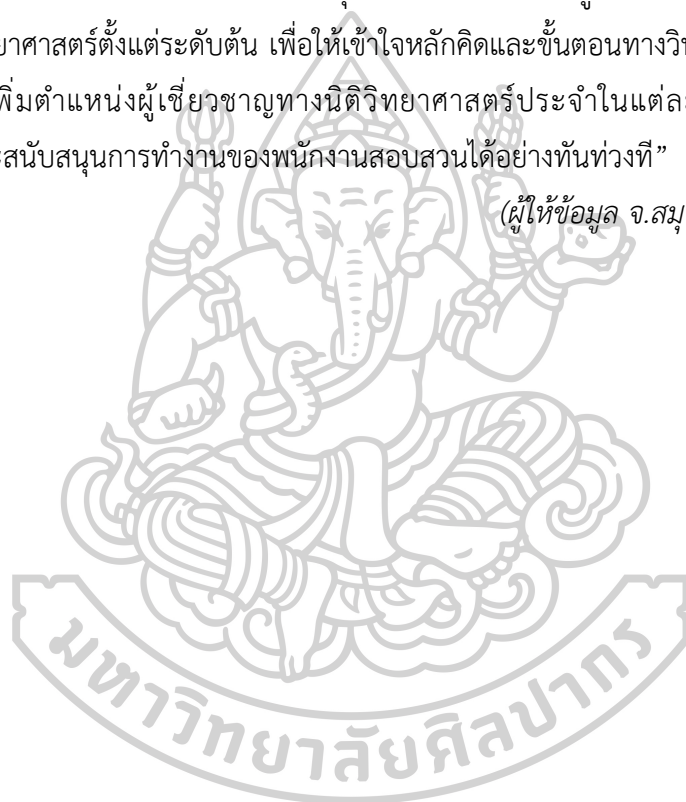 ยาศาสตร์ตั้งแต่ระดับต้น เพื่อให้เข้าใจหลักคิดและขั้นตอนทางวิ
พิ่มตำแหน่งผู้เชี่ยวชาญทางนิติวิทยาศาสตร์ประจำในแต่ล
ะสนับสนุนการทำงานของพนักงานสอบสวนได้อย่างทันท่วงที”
(ผู้ให้ข้อมูล จ.สมุ
มหาวิทยาลัยศิลปากร